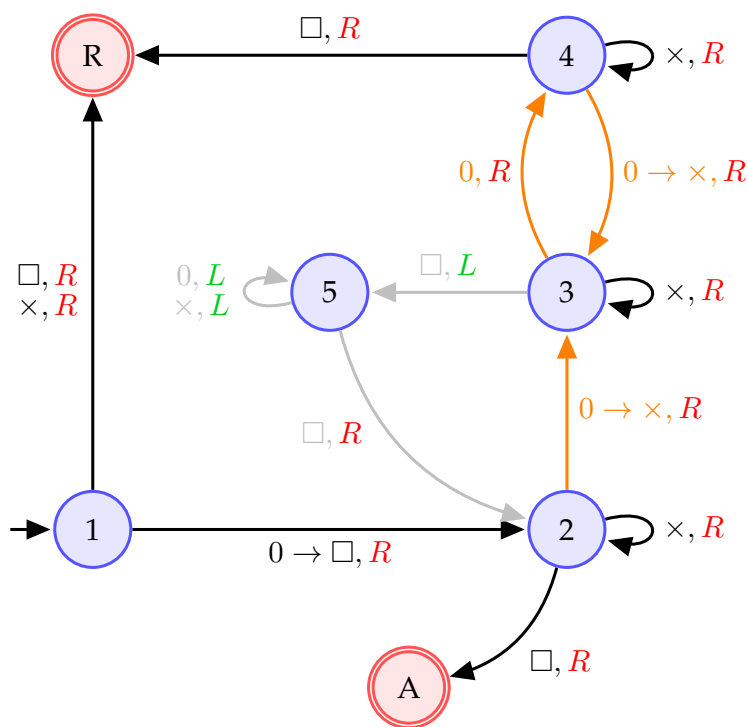 □, R
R
4
×, R
0, R
0 → ×, R
□, R
×, R
0, L
×, L
5
□, L
3
×, R
0 → ×, R
□, R
1
0 → □, R
2
×, R
□, R
A